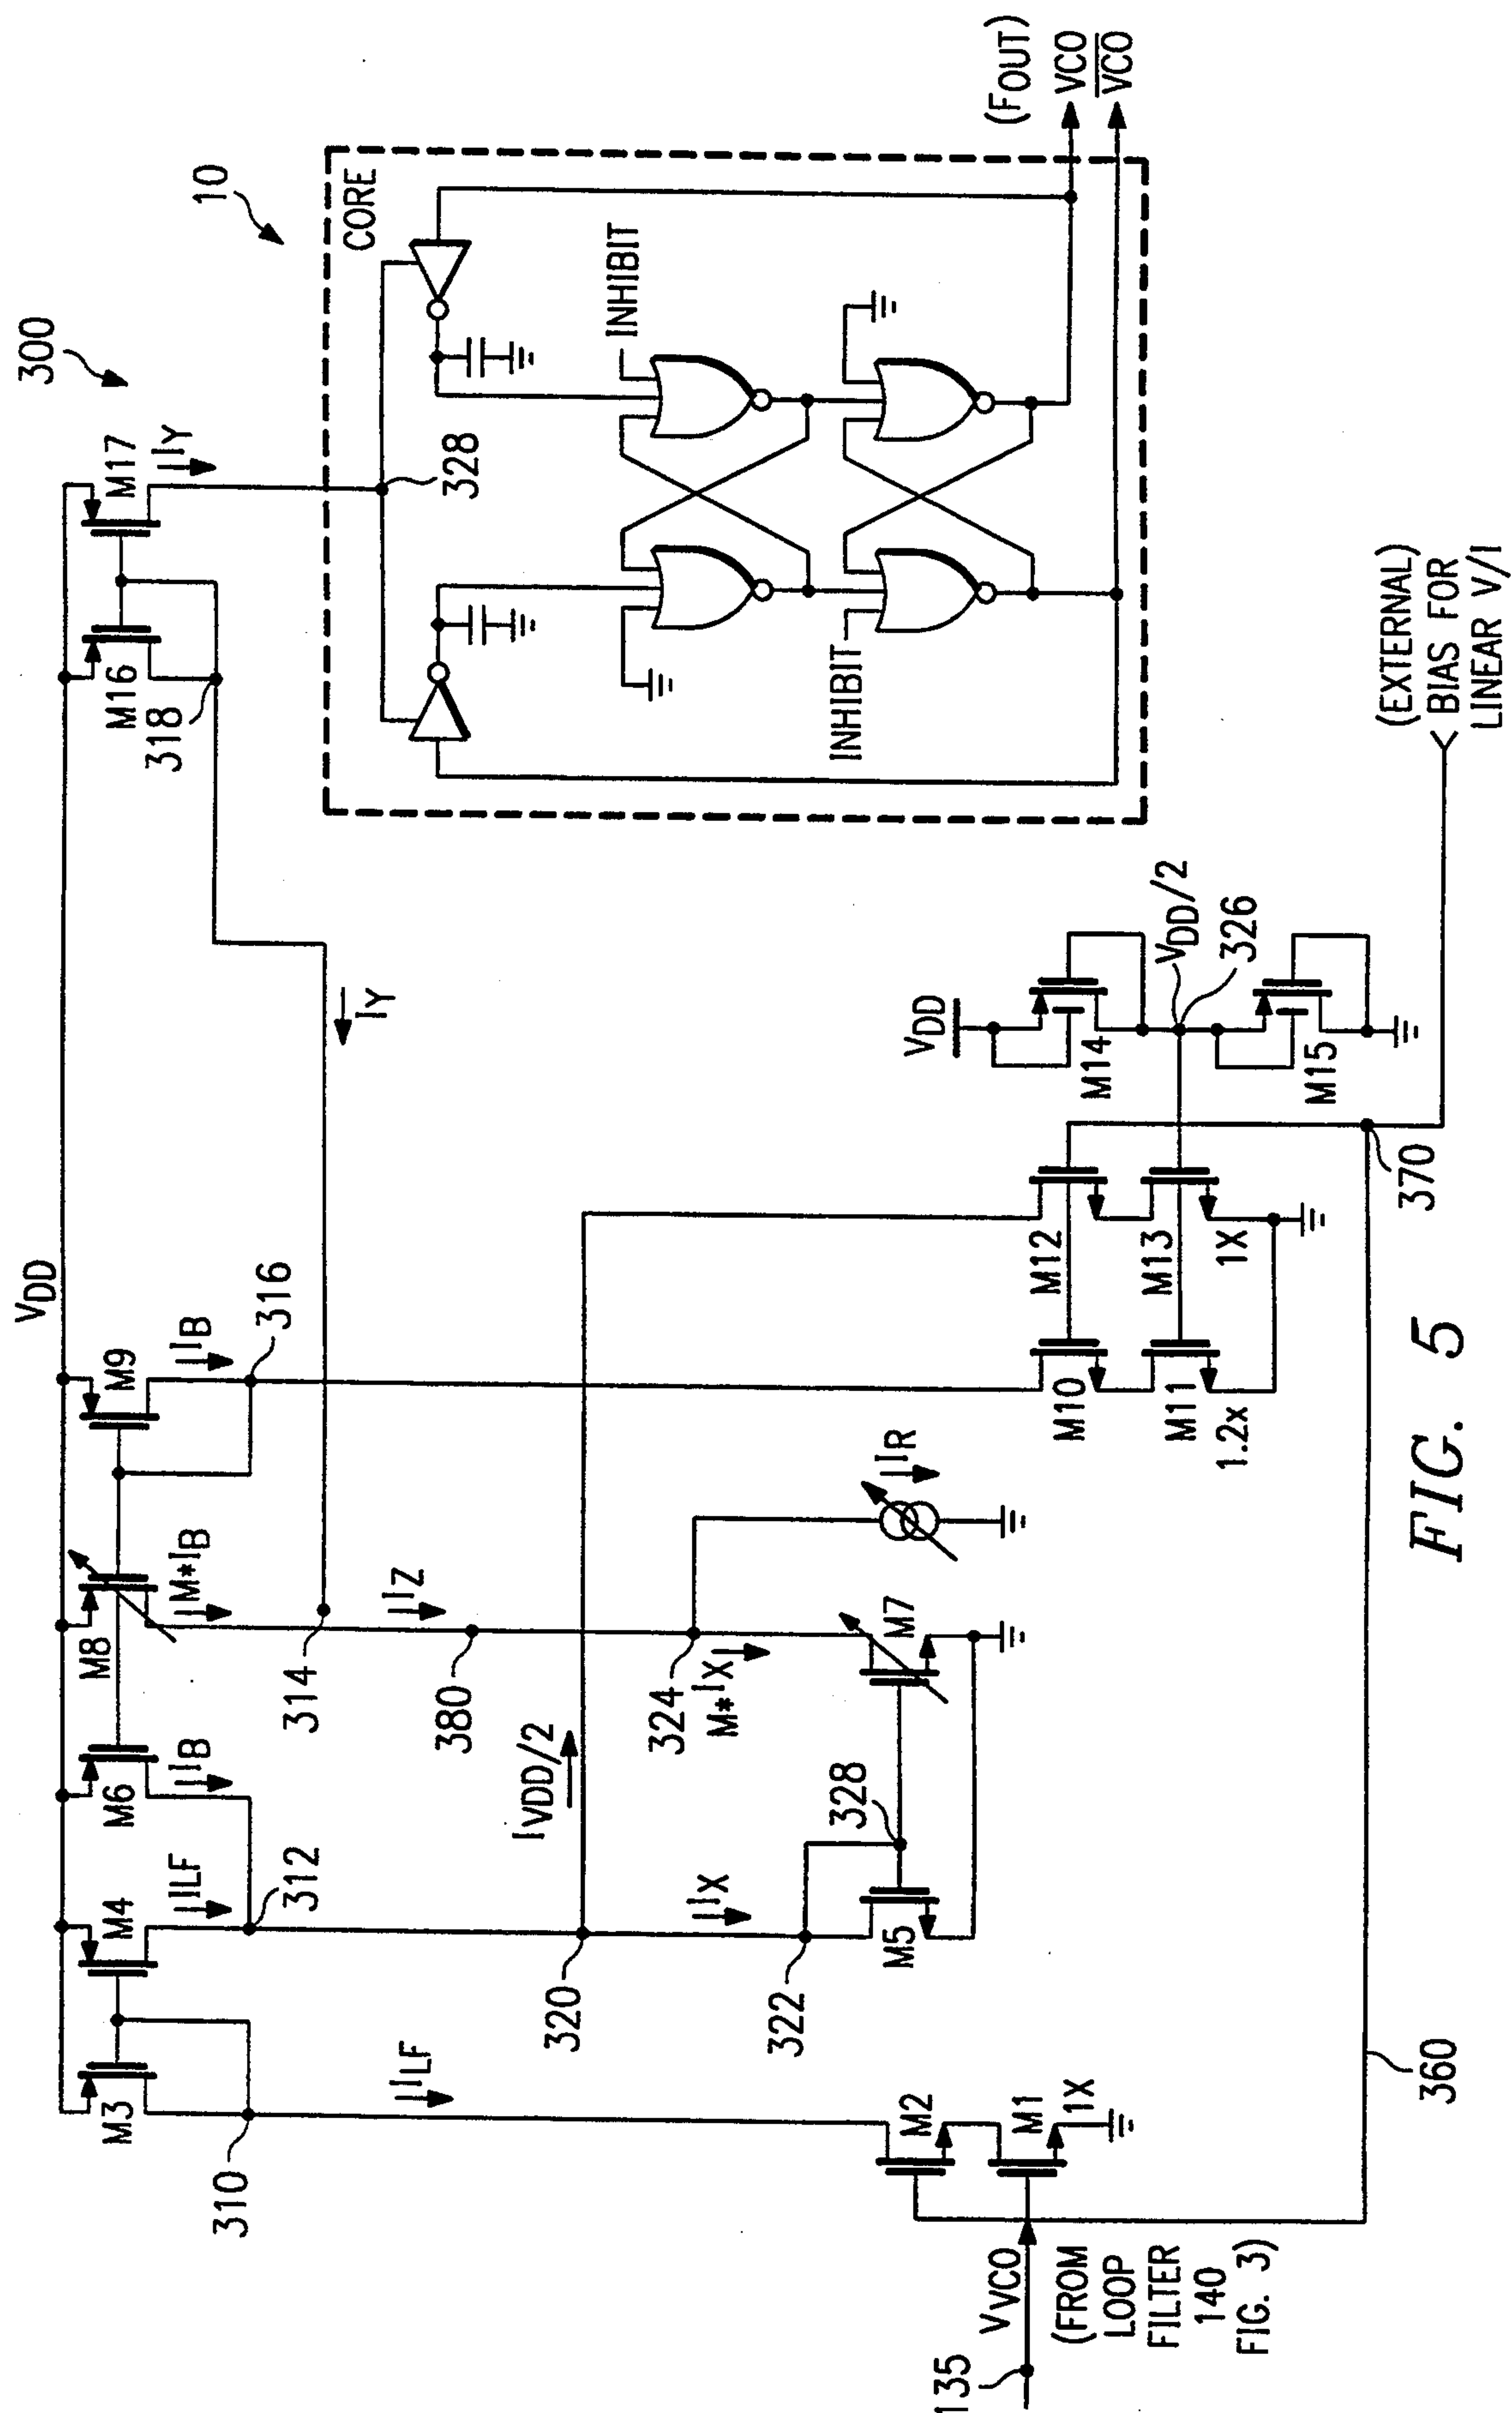 300
10
VDD
M3
M4
M6
M8
M9
M16
M17
ILF
IB
M*IB
IB
IY
310
312
314
316
318
ILF
IZ
IY
380
CORE
328
INHIBIT
INHIBIT
(FOUT)
VCO
VCO
320
IVDD/2
322
IX
324
M*IX
IR
328
M5
M7
M2
M1
1X
M10
M11
1.2x
M12
M13
1X
VDD
M14
VDD/2
326
M15
135
VVCO
(FROM
LOOP
FILTER
140
FIG. 3)
360
370
(EXTERNAL)
BIAS FOR
LINEAR V/I
FIG. 5